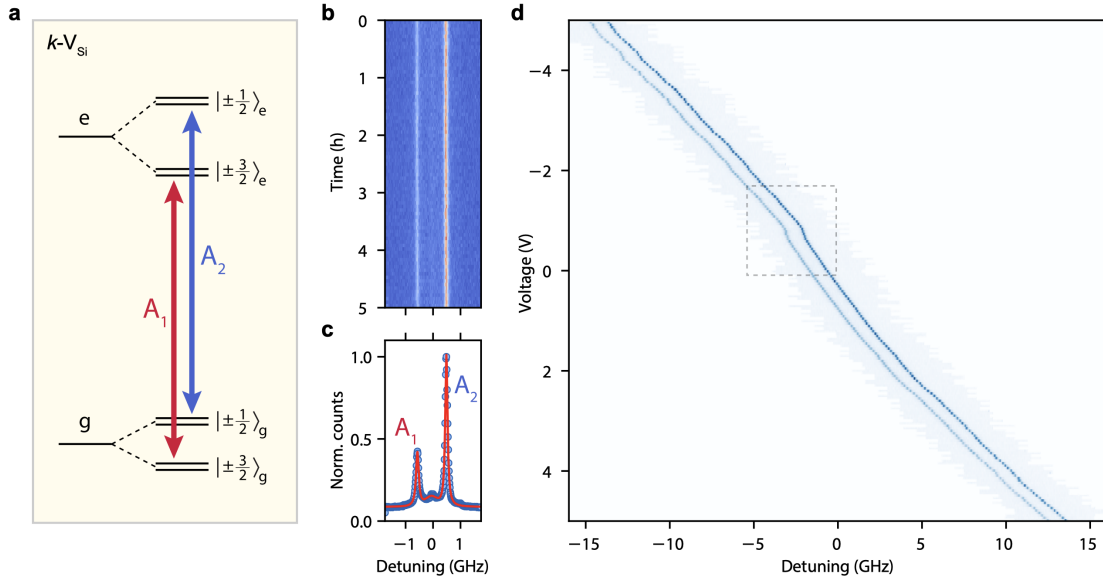 a
k-V_Si
e
|±1/2⟩_e
|±3/2⟩_e
A_1
A_2
g
|±1/2⟩_g
|±3/2⟩_g
b
0
1
2
3
4
5
Time (h)
c
1.0
0.5
0.0
Norm. counts
A_1
A_2
−1 0 1
Detuning (GHz)
d
−4
−2
0
2
4
Voltage (V)
−15 −10 −5 0 5 10 15
Detuning (GHz)